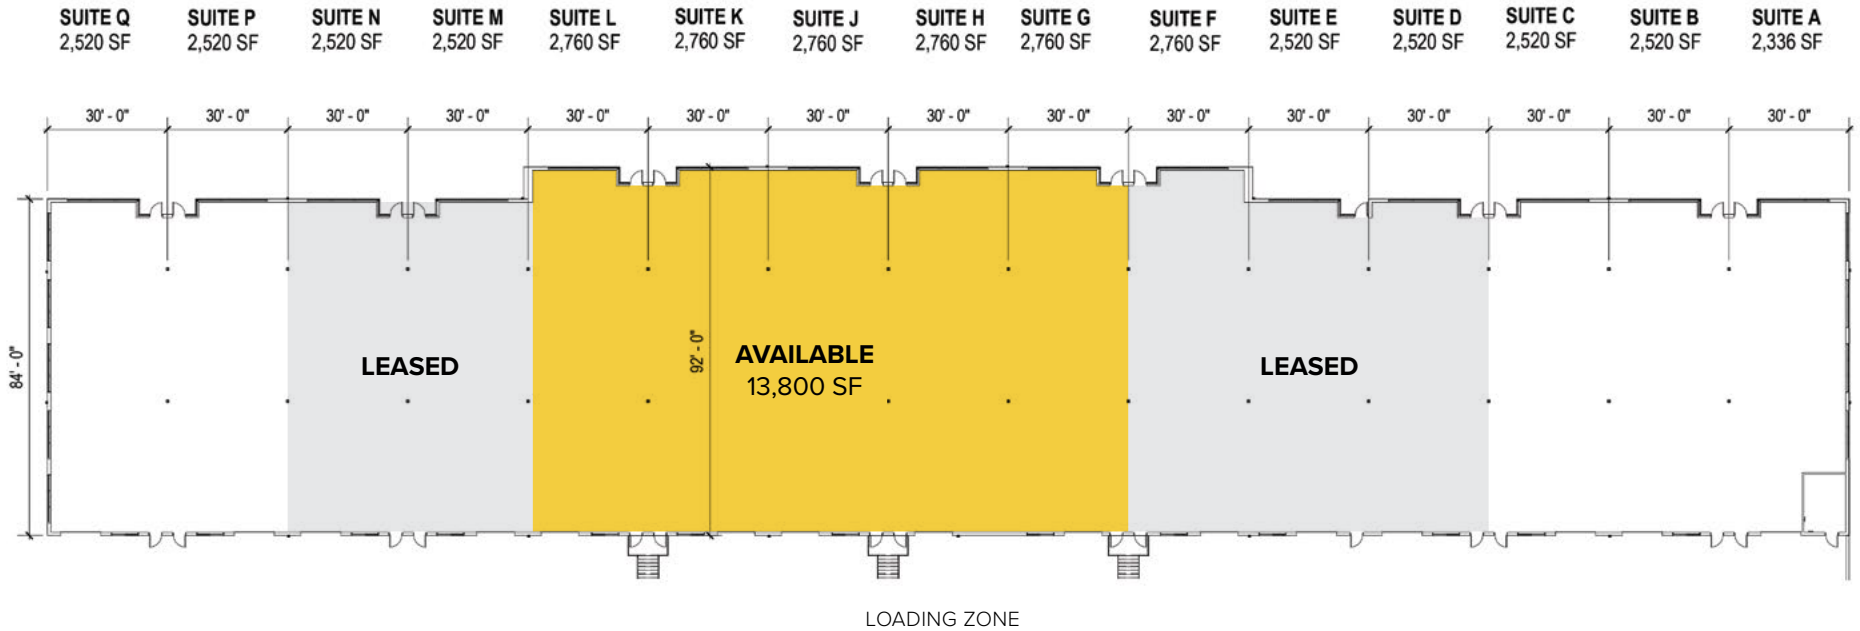 SUITE Q SUITE P SUITE N SUITE M SUITE L SUITE K SUITE J SUITE H SUITE G SUITE F SUITE E SUITE D SUITE C SUITE B SUITE A
2,520 SF 2,520 SF 2,520 SF 2,520 SF 2,760 SF 2,760 SF 2,760 SF 2,760 SF 2,760 SF 2,760 SF 2,520 SF 2,520 SF 2,520 SF 2,520 SF 2,336 SF
30' - 0" 30' - 0" 30' - 0" 30' - 0" 30' - 0" 30' - 0" 30' - 0" 30' - 0" 30' - 0" 30' - 0" 30' - 0" 30' - 0" 30' - 0" 30' - 0" 30' - 0"
84' - 0"
LEASED
92' - 0"
AVAILABLE
13,800 SF
LEASED
LOADING ZONE